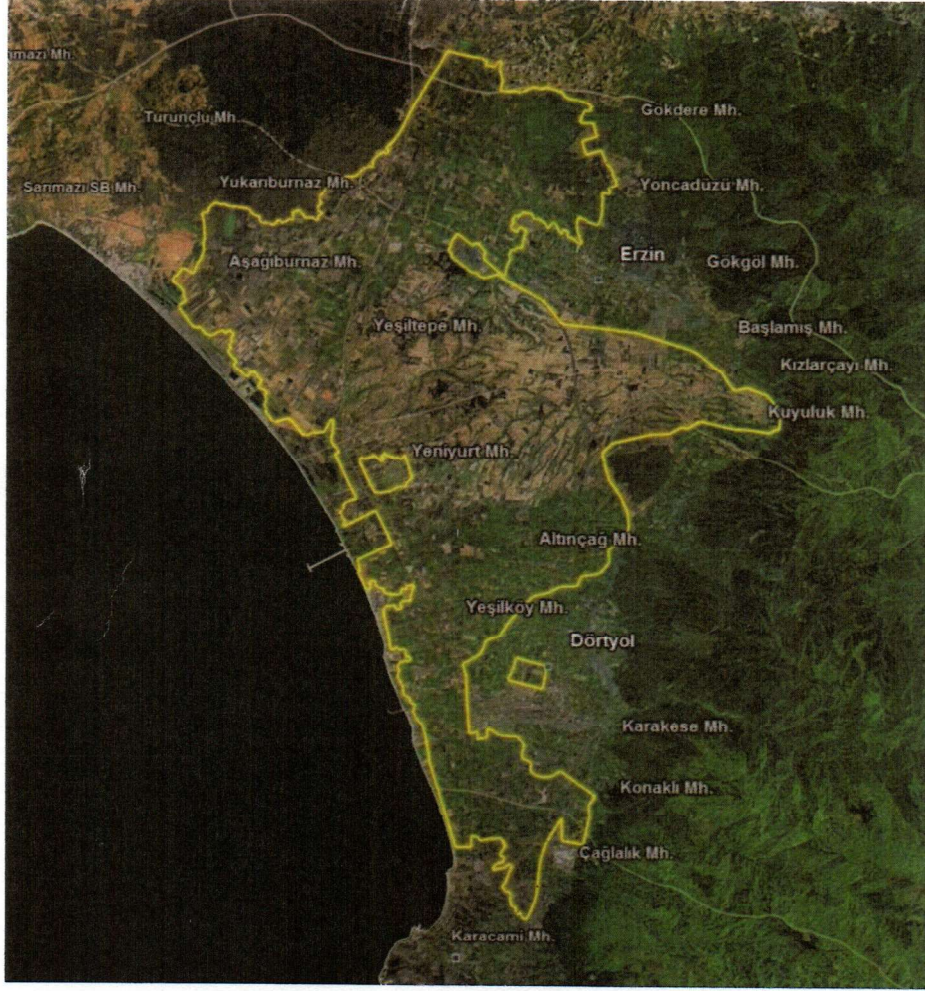 Gökdere Mh.
Turunçlu Mh.
Sarımazı SB Mh.
Yukarıburnaz Mh.
Yoncadüzü Mh.
Aşağıburnaz Mh.
Erzin
Gökgöl Mh.
Yeşiltepe Mh.
Başlamış Mh.
Kızlarçayı Mh.
Kuyuluk Mh.
Yeniyurt Mh.
Altınçağ Mh.
Yeşilköy Mh.
Dörtyol
Karakese Mh.
Konaklı Mh.
Çağlalık Mh.
Karacami Mh.